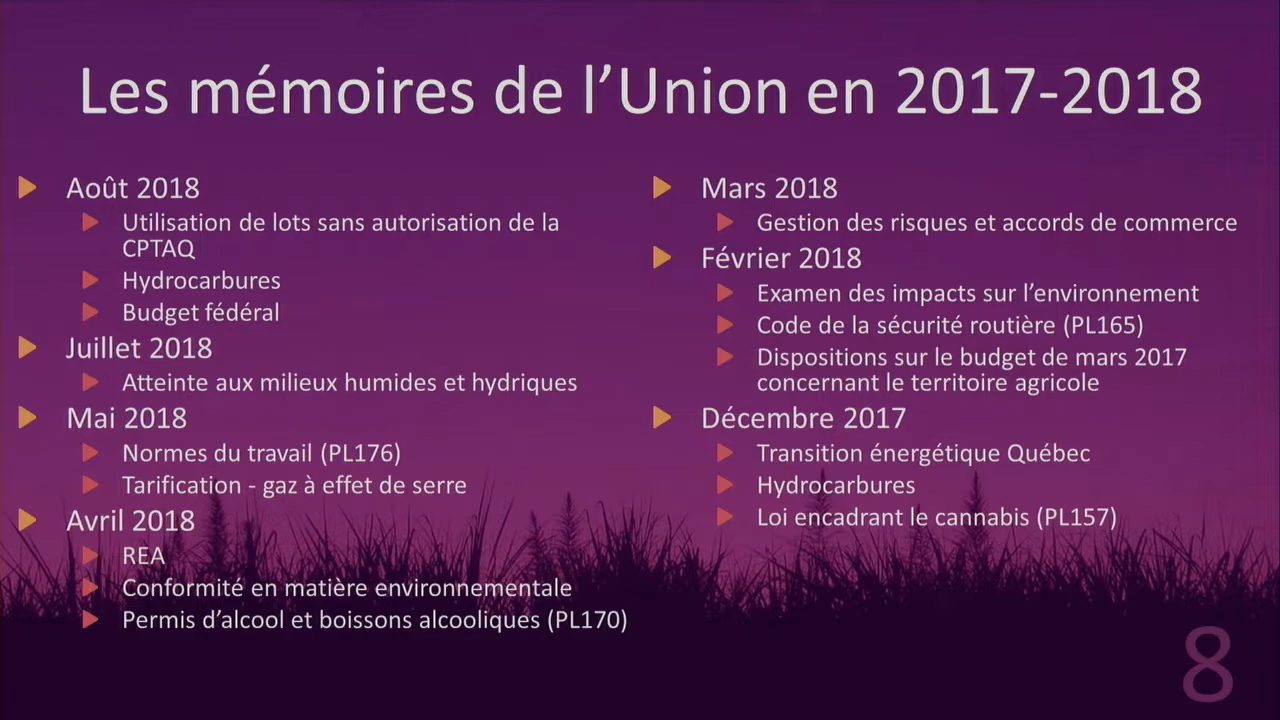 Les mémoires de l’Union en 2017-2018
Août 2018
Utilisation de lots sans autorisation de la
CPTAQ
Hydrocarbures
Budget fédéral
Juillet 2018
Atteinte aux milieux humides et hydriques
Mai 2018
Normes du travail (PL176)
Tarification - gaz à effet de serre
Avril 2018
REA
Conformité en matière environnementale
Permis d’alcool et boissons alcooliques (PL170)
Mars 2018
Gestion des risques et accords de commerce
Février 2018
Examen des impacts sur l’environnement
Code de la sécurité routière (PL165)
Dispositions sur le budget de mars 2017
concernant le territoire agricole
Décembre 2017
Transition énergétique Québec
Hydrocarbures
Loi encadrant le cannabis (PL157)
8